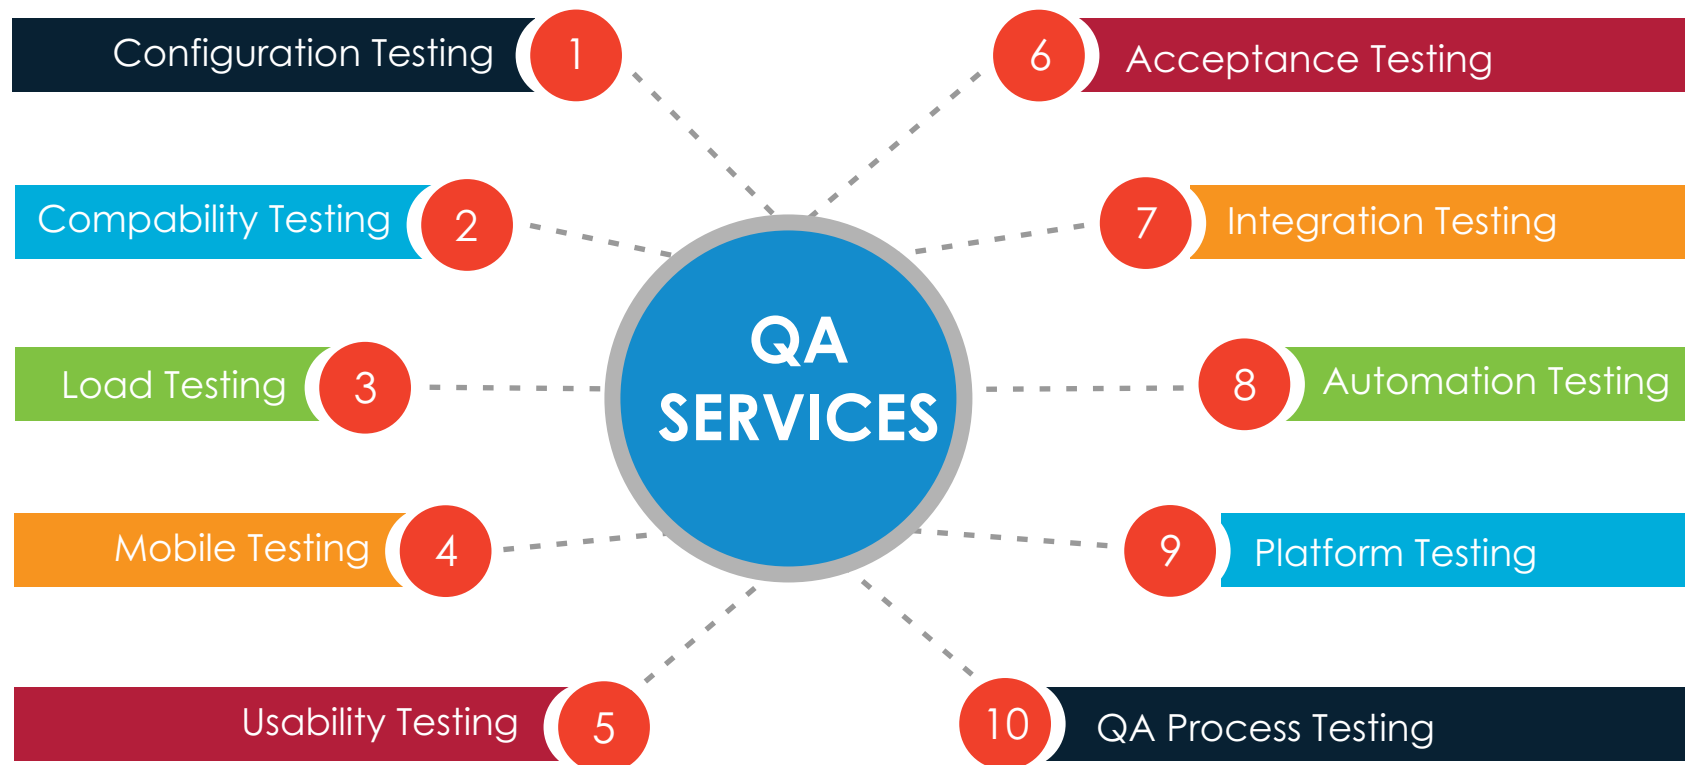 Configuration Testing 1
Compability Testing 2
Load Testing 3
Mobile Testing 4
Usability Testing 5
QA
SERVICES
6 Acceptance Testing
7 Integration Testing
8 Automation Testing
9 Platform Testing
10 QA Process Testing